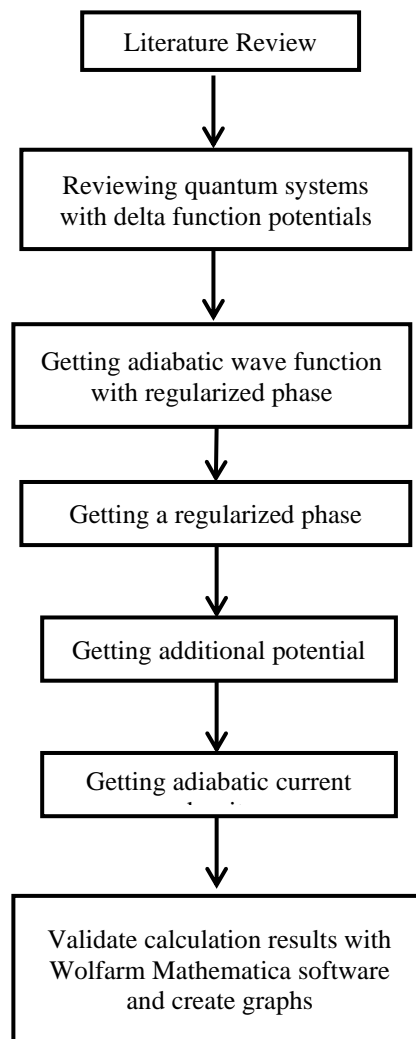 Literature Review
Reviewing quantum systems
with delta function potentials
Getting adiabatic wave function
with regularized phase
Getting a regularized phase
Getting additional potential
Getting adiabatic current
Validate calculation results with
Wolfarm Mathematica software
and create graphs